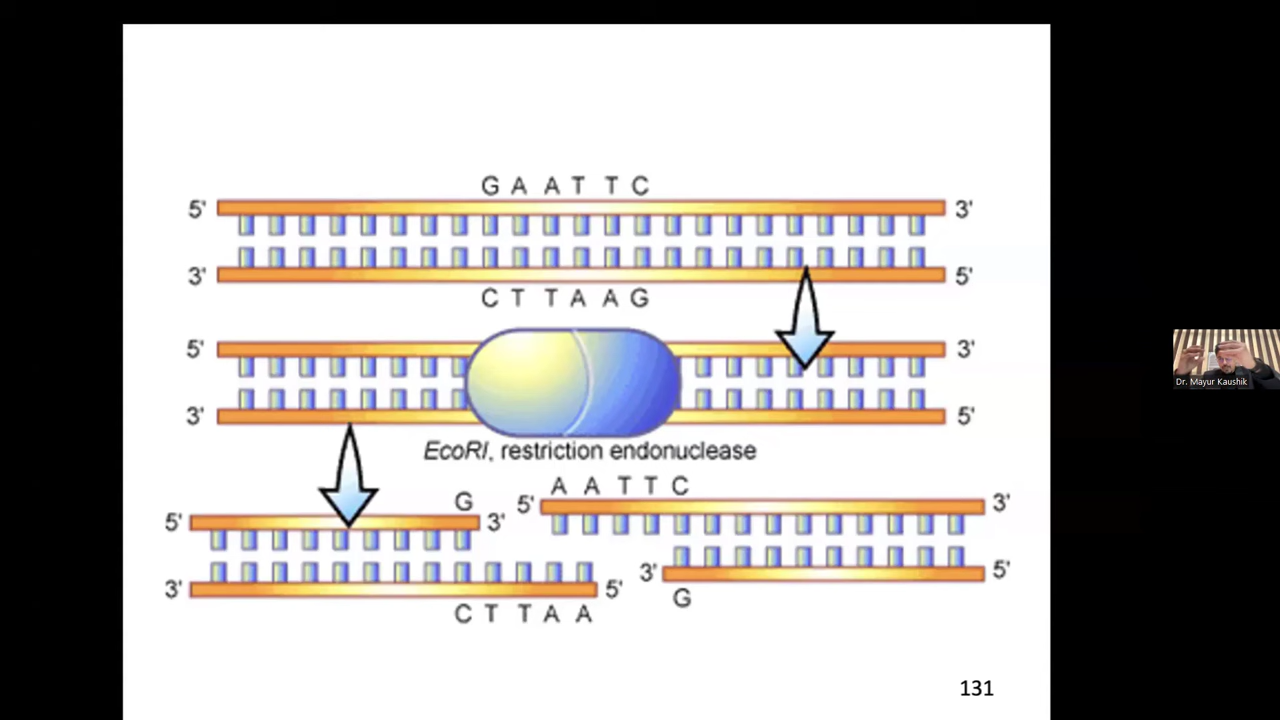 G A A T T C
5' 3'
3' 5'
C T T A A G
5' 3'
3' 5'
EcoRI, restriction endonuclease
A A T T C
G 5' 3'
5' 3'
3' 5'
3' 5'
G
C T T A A
131
Dr. Mayur Kaushik